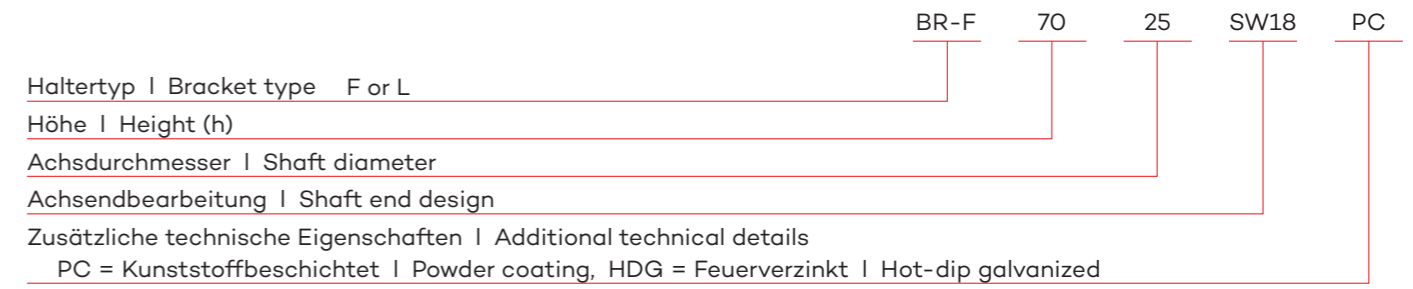 BR-F 70 25 SW18 PC
Haltertyp l Bracket type F or L
Höhe l Height (h)
Achsdurchmesser l Shaft diameter
Achsendbearbeitung l Shaft end design
Zusätzliche technische Eigenschaften l Additional technical details
PC = Kunststoffbeschichtet l Powder coating, HDG = Feuerverzinkt l Hot-dip galvanized